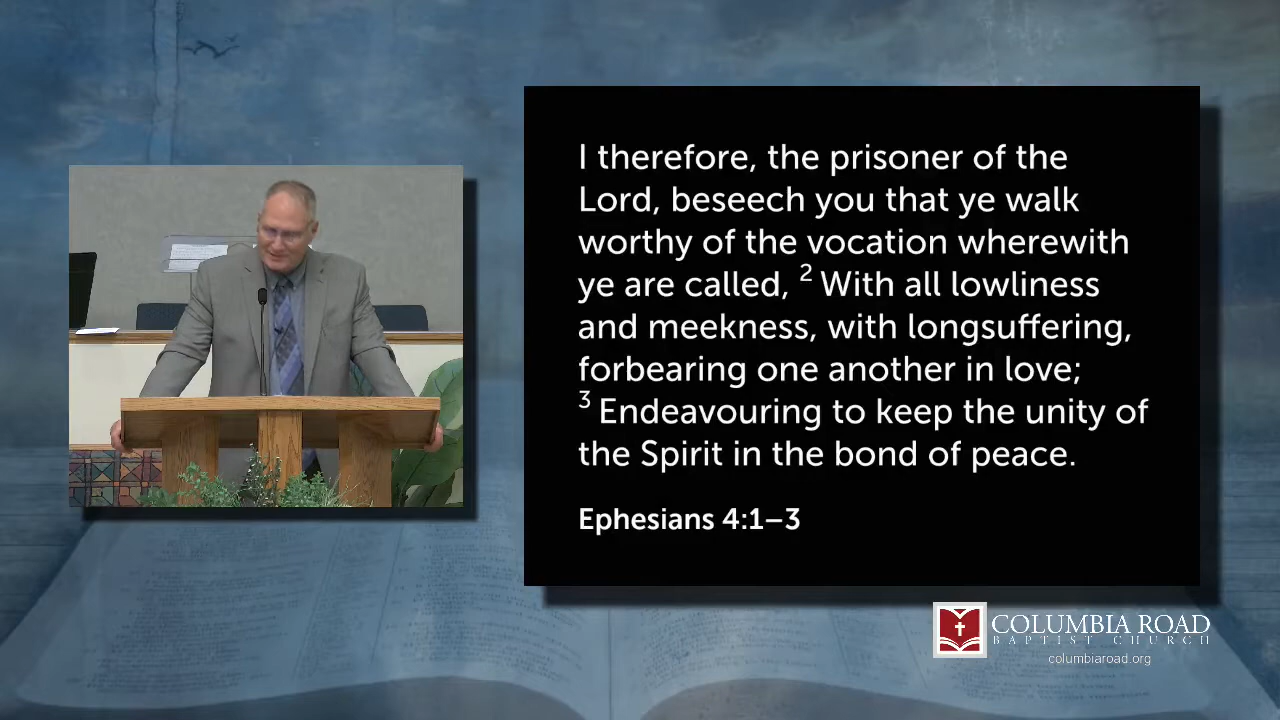 I therefore, the prisoner of the
Lord, beseech you that ye walk
worthy of the vocation wherewith
ye are called, 2 With all lowliness
and meekness, with longsuffering,
forbearing one another in love;
3 Endeavouring to keep the unity of
the Spirit in the bond of peace.
Ephesians 4:1–3
COLUMBIA ROAD
BAPTIST CHURCH
columbiaroad.org